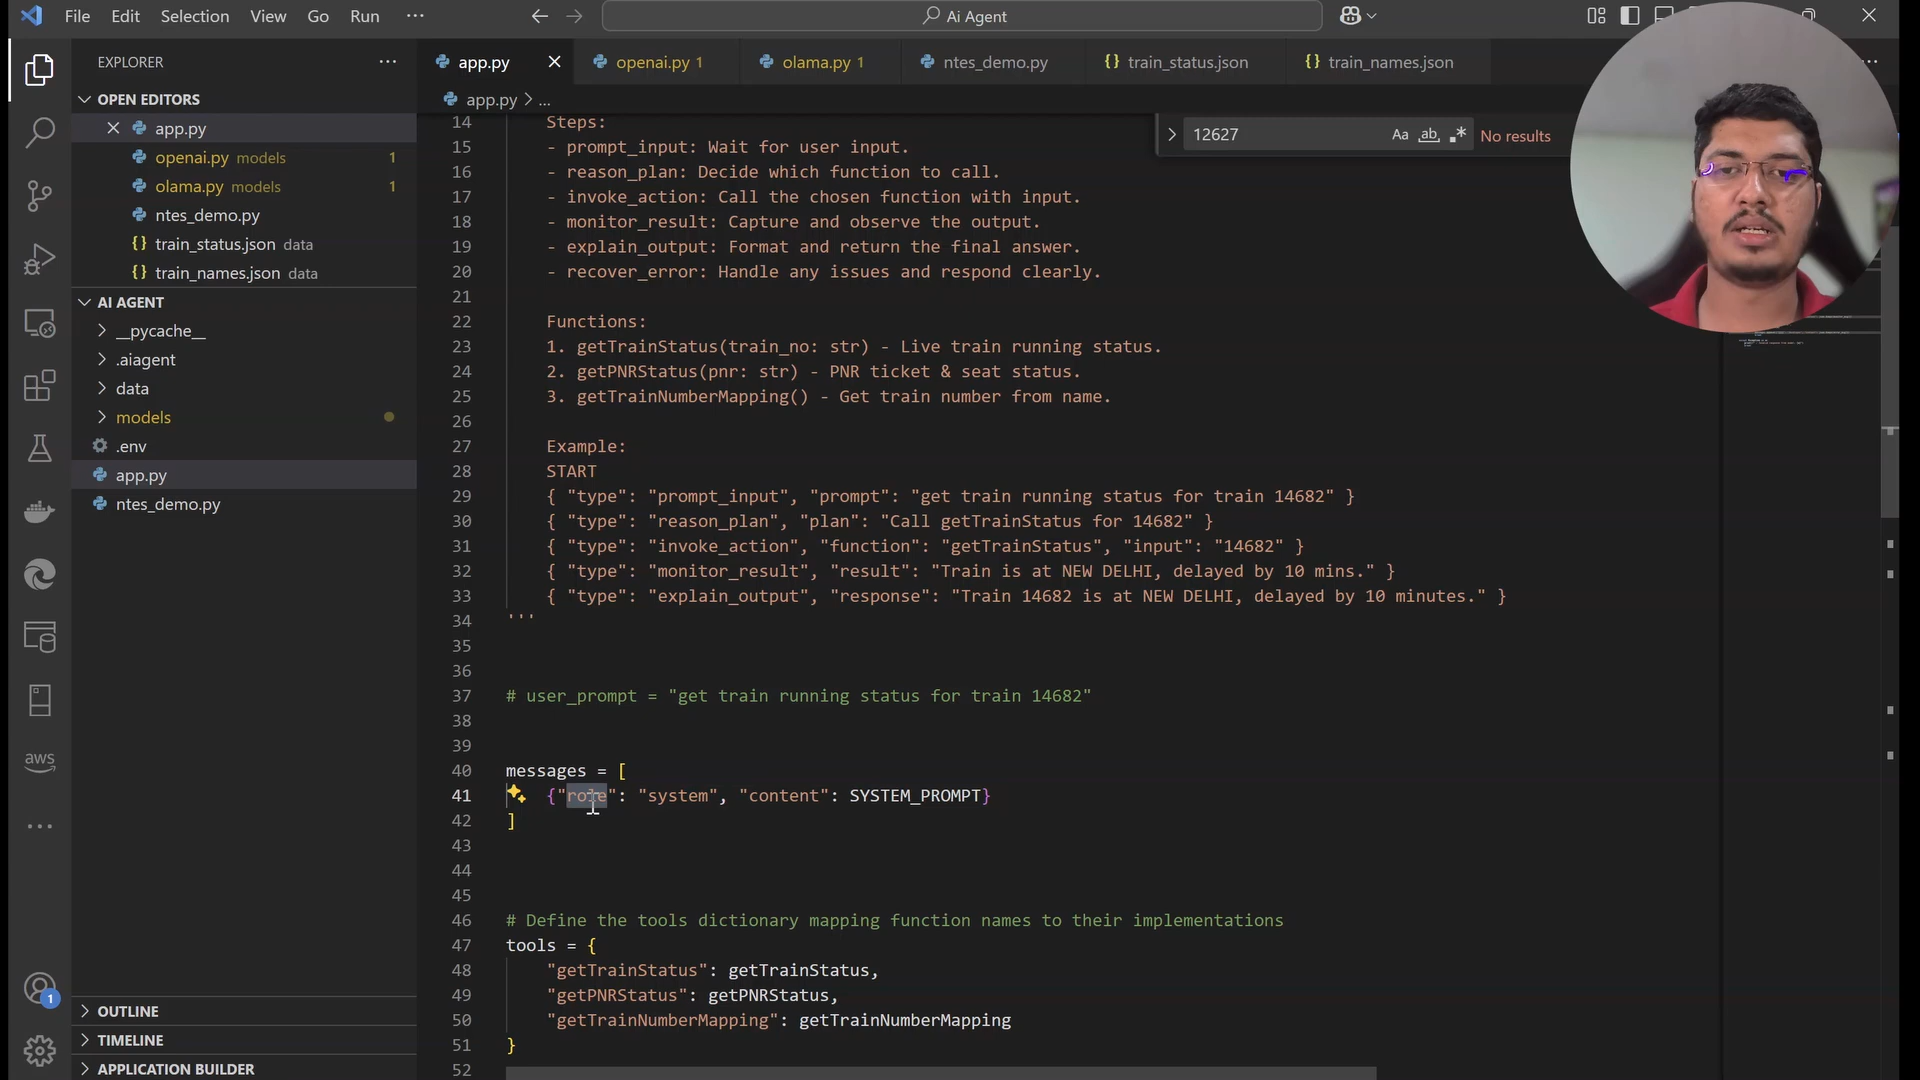 File Edit Selection View Go Run ··· Ai Agent
EXPLORER ···
OPEN EDITORS
app.py
openai.py models 1
olama.py models 1
ntes_demo.py
{} train_status.json data
{} train_names.json data
AI AGENT
__pycache__
.aiagent
data
models
.env
app.py
ntes_demo.py
OUTLINE
TIMELINE
APPLICATION BUILDER
aws
1
app.py openai.py 1 olama.py 1 ntes_demo.py {} train_status.json {} train_names.json
app.py > ...
12627 Aa ab .* No results
14 Steps:
15 - prompt_input: Wait for user input.
16 - reason_plan: Decide which function to call.
17 - invoke_action: Call the chosen function with input.
18 - monitor_result: Capture and observe the output.
19 - explain_output: Format and return the final answer.
20 - recover_error: Handle any issues and respond clearly.
21
22 Functions:
23 1. getTrainStatus(train_no: str) - Live train running status.
24 2. getPNRStatus(pnr: str) - PNR ticket & seat status.
25 3. getTrainNumberMapping() - Get train number from name.
26
27 Example:
28 START
29 { "type": "prompt_input", "prompt": "get train running status for train 14682" }
30 { "type": "reason_plan", "plan": "Call getTrainStatus for 14682" }
31 { "type": "invoke_action", "function": "getTrainStatus", "input": "14682" }
32 { "type": "monitor_result", "result": "Train is at NEW DELHI, delayed by 10 mins." }
33 { "type": "explain_output", "response": "Train 14682 is at NEW DELHI, delayed by 10 minutes." }
34 '''
35
36
37 # user_prompt = "get train running status for train 14682"
38
39
40 messages = [
41 {"role": "system", "content": SYSTEM_PROMPT}
42 ]
43
44
45
46 # Define the tools dictionary mapping function names to their implementations
47 tools = {
48 "getTrainStatus": getTrainStatus,
49 "getPNRStatus": getPNRStatus,
50 "getTrainNumberMapping": getTrainNumberMapping
51 }
52